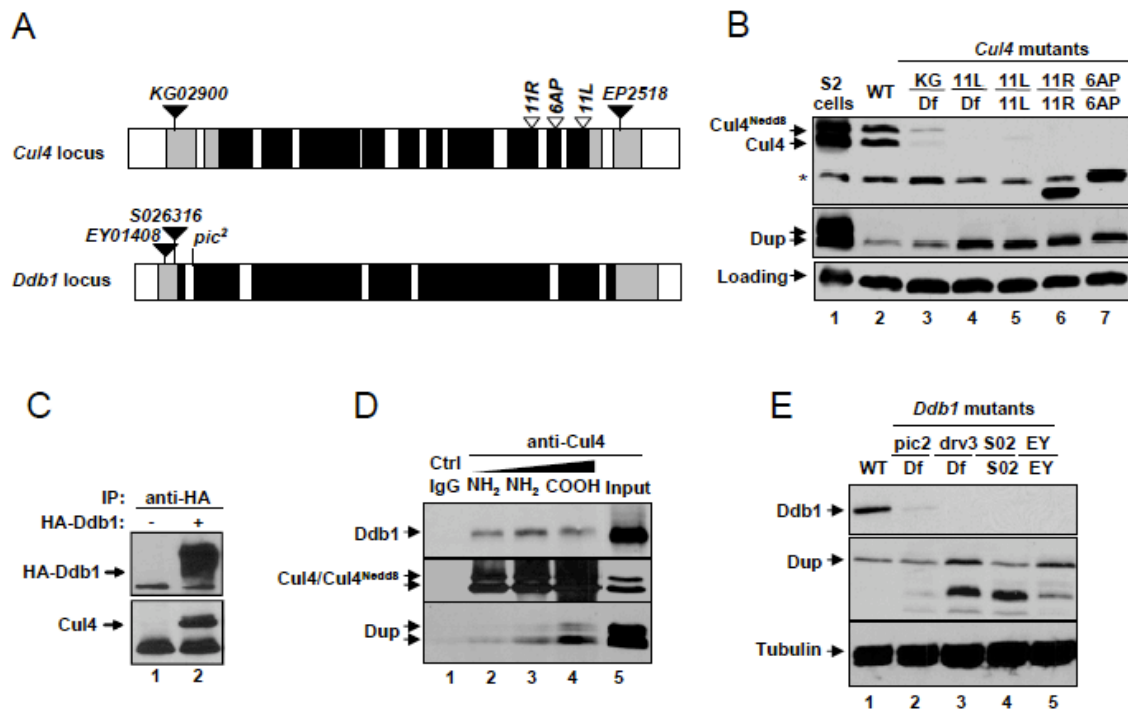 A
KG02900
11R
6AP
11L
EP2518
Cul4 locus
S026316
EY01408
pic2
Ddb1 locus
B
Cul4 mutants
S2 cells
WT
KG Df
11L Df
11L 11L
11R 11R
6AP 6AP
Cul4Nedd8
Cul4
*
Dup
Loading
1 2 3 4 5 6 7
C
IP: anti-HA
HA-Ddb1: - +
HA-Ddb1
Cul4
1 2
D
anti-Cul4
Ctrl
IgG NH2 NH2 COOH Input
Ddb1
Cul4/Cul4Nedd8
Dup
1 2 3 4 5
E
Ddb1 mutants
pic2 drv3 S02 EY
WT Df Df S02 EY
Ddb1
Dup
Tubulin
1 2 3 4 5